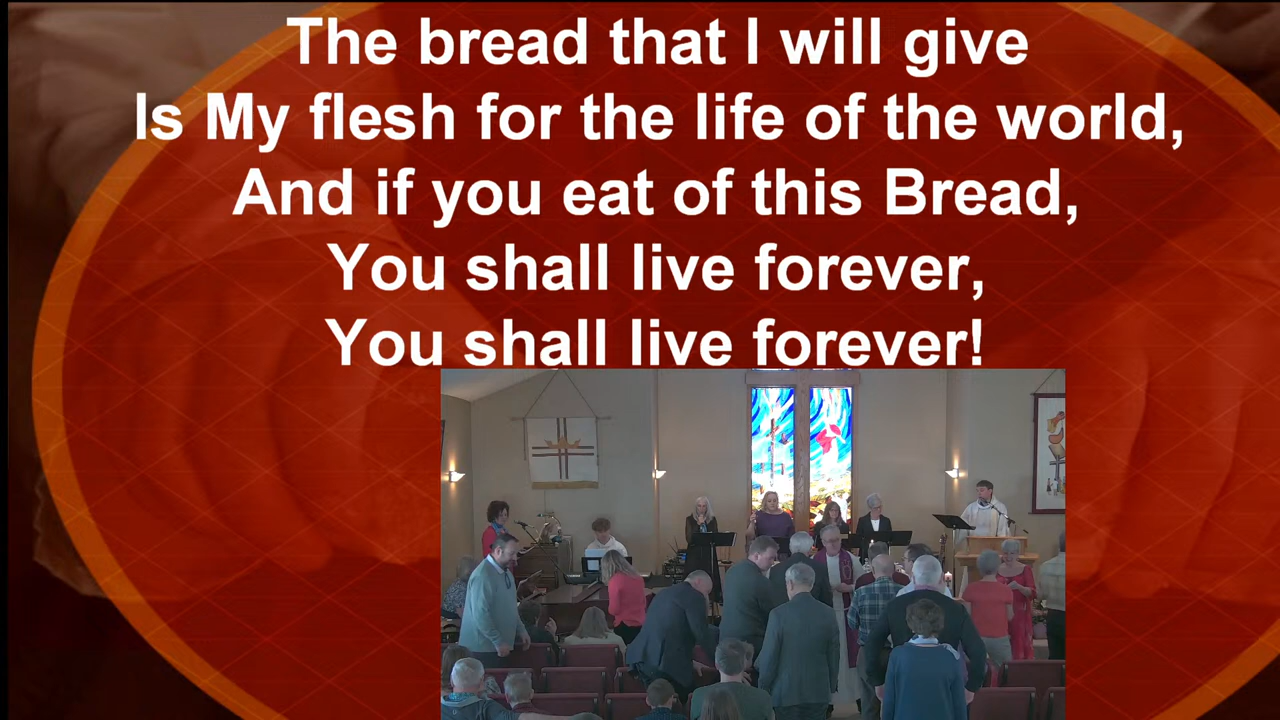 The bread that I will give
Is My flesh for the life of the world,
And if you eat of this Bread,
You shall live forever,
You shall live forever!